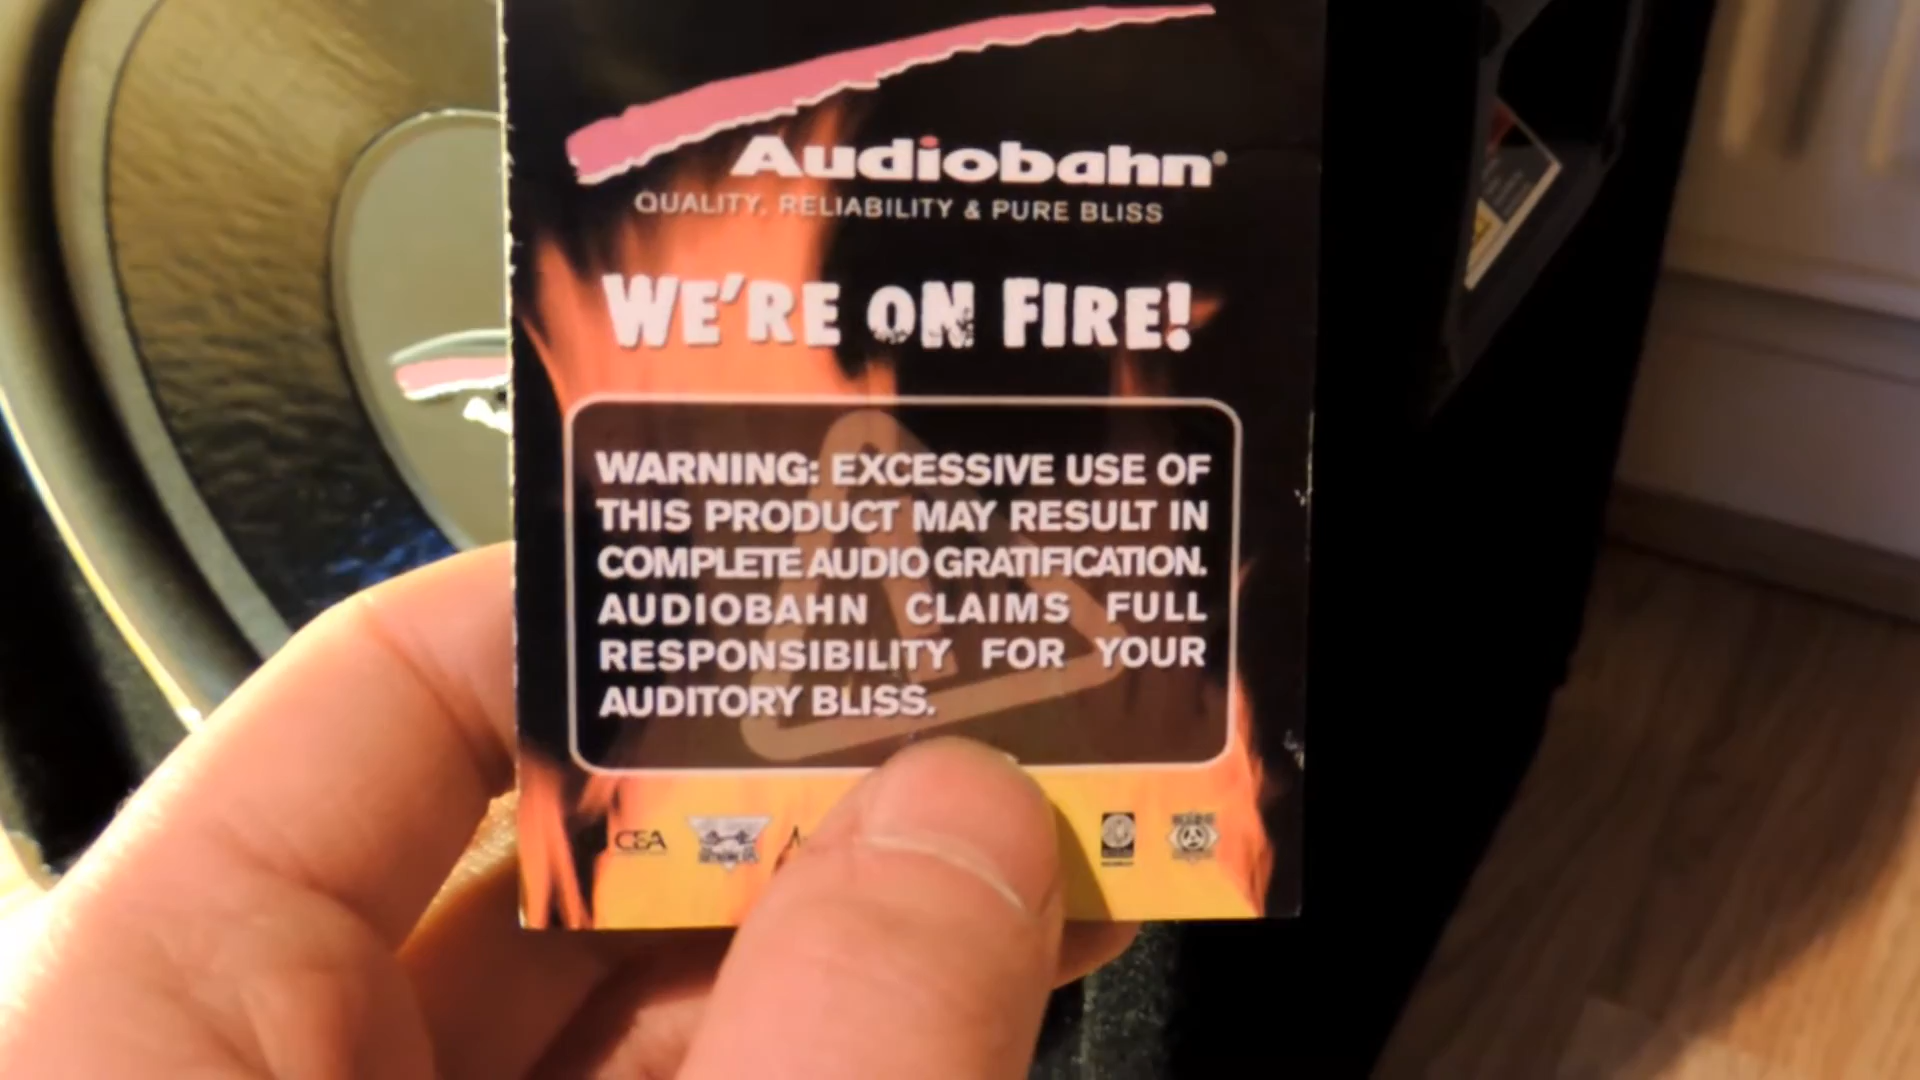 Audiobahn®
QUALITY, RELIABILITY & PURE BLISS
WE'RE ON FIRE!
WARNING: EXCESSIVE USE OF
THIS PRODUCT MAY RESULT IN
COMPLETE AUDIO GRATIFICATION.
AUDIOBAHN CLAIMS FULL
RESPONSIBILITY FOR YOUR
AUDITORY BLISS.
CEA